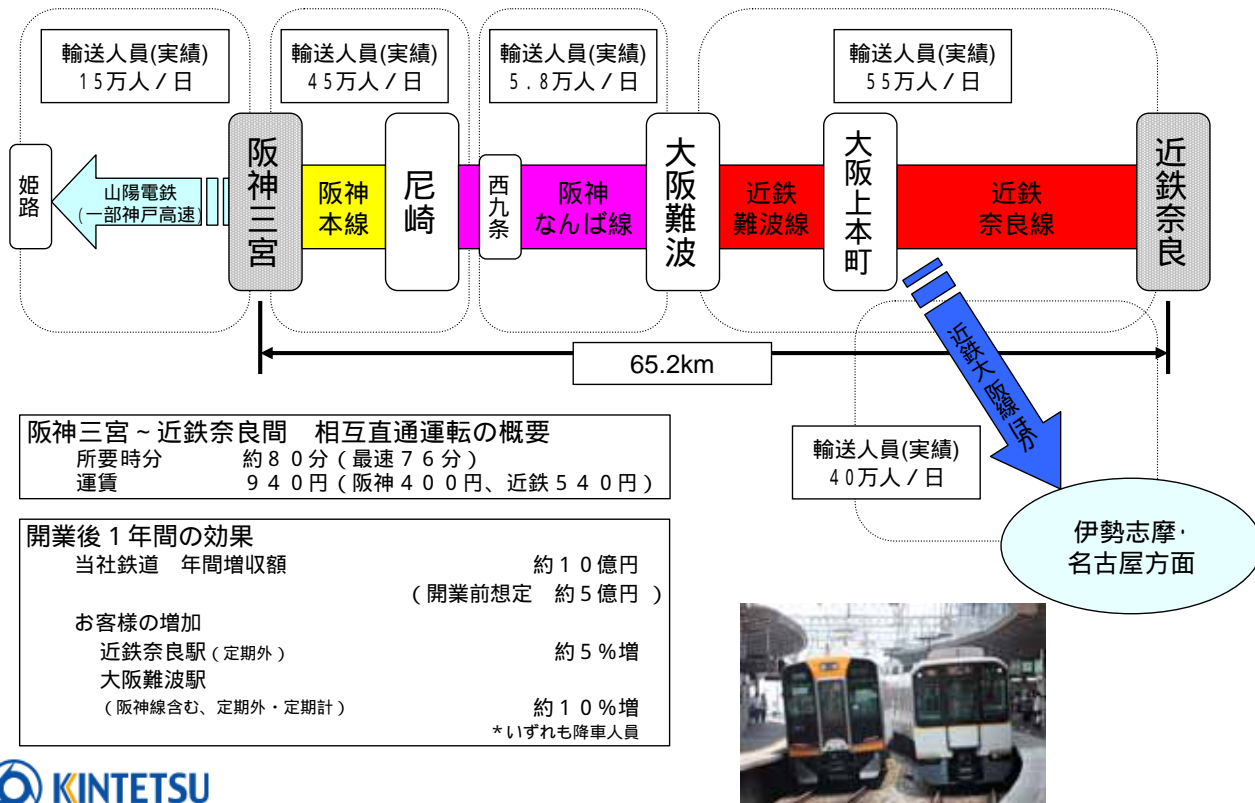 輸送人員(実績)
15万人/日
輸送人員(実績)
45万人/日
輸送人員(実績)
5.8万人/日
輸送人員(実績)
55万人/日
姫路
山陽電鉄
(一部神戸高速)
阪神三宮
阪神
本線
尼崎
西九条
阪神
なんば線
大阪難波
近鉄
難波線
大阪上本町
近鉄
奈良線
近鉄奈良
65.2km
近鉄大阪線ほか
輸送人員(実績)
40万人/日
伊勢志摩・
名古屋方面
阪神三宮~近鉄奈良間 相互直通運転の概要
所要時分 約80分(最速76分)
運賃 940円(阪神400円、近鉄540円)
開業後1年間の効果
当社鉄道 年間増収額 約10億円
(開業前想定 約5億円 )
お客様の増加
近鉄奈良駅(定期外) 約5%増
大阪難波駅
(阪神線含む、定期外・定期計) 約10%増
*いずれも降車人員
KINTETSU